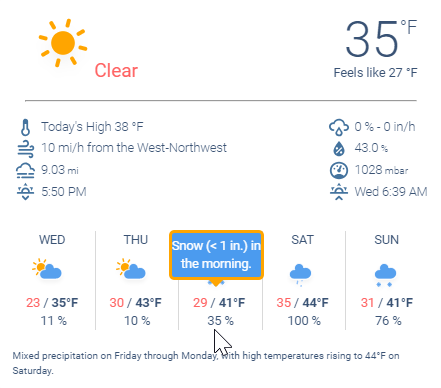 35 °F
Clear
Feels like 27 °F
Today's High 38 °F
0 % - 0 in/h
10 mi/h from the West-Northwest
43.0 %
9.03 mi
1028 mbar
5:50 PM
Wed 6:39 AM
WED THU SAT SUN
Snow (< 1 in.) in
the morning.
23 / 35°F 30 / 43°F 29 / 41°F 35 / 44°F 31 / 41°F
11 % 10 % 35 % 100 % 76 %
Mixed precipitation on Friday through Monday, with high temperatures rising to 44°F on
Saturday.